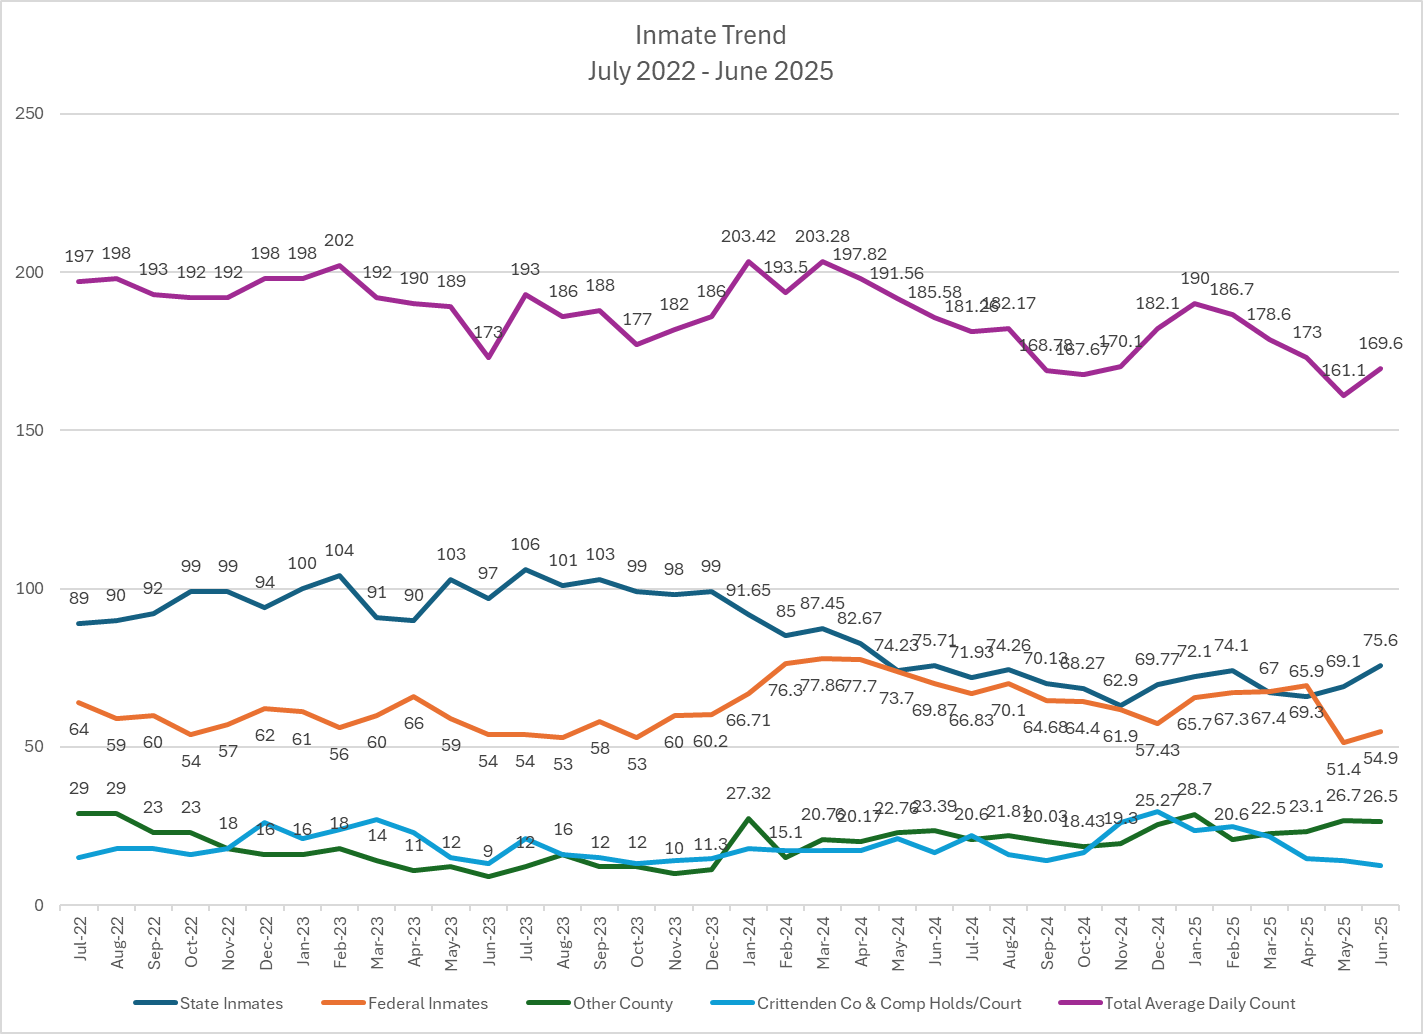 Inmate Trend
July 2022 - June 2025
250
200
150
100
50
0
197 198 193 192 192 198 198 202 192 190 189 173 193 186 188 177 182 186 203.42 193.5 203.28 197.82 191.56 185.58 181.26 182.17 168.78 167.67 170.1 182.1 190 186.7 178.6 173 161.1 169.6
89 90 92 99 99 94 100 104 91 90 103 97 106 101 103 99 98 99 91.65 85 87.45 82.67 74.23 75.71 71.93 74.26 70.13 68.27 62.9 69.77 72.1 74.1 67 65.9 69.1 75.6
64 59 60 54 57 62 61 56 60 66 59 54 54 53 58 53 60 60.2 66.71 76.3 77.86 77.7 73.7 69.87 66.83 70.1 64.68 64.4 61.9 57.43 65.7 67.3 67.4 69.3 51.4 54.9
29 29 23 23 18 16 16 18 14 11 12 9 12 16 12 12 10 11.3 27.32 15.1 20.76 20.17 22.76 23.39 20.6 21.81 20.03 18.43 19.3 25.27 28.7 20.6 22.5 23.1 26.7 26.5
Jul-22 Aug-22 Sep-22 Oct-22 Nov-22 Dec-22 Jan-23 Feb-23 Mar-23 Apr-23 May-23 Jun-23 Jul-23 Aug-23 Sep-23 Oct-23 Nov-23 Dec-23 Jan-24 Feb-24 Mar-24 Apr-24 May-24 Jun-24 Jul-24 Aug-24 Sep-24 Oct-24 Nov-24 Dec-24 Jan-25 Feb-25 Mar-25 Apr-25 May-25 Jun-25
State Inmates Federal Inmates Other County Crittenden Co & Comp Holds/Court Total Average Daily Count